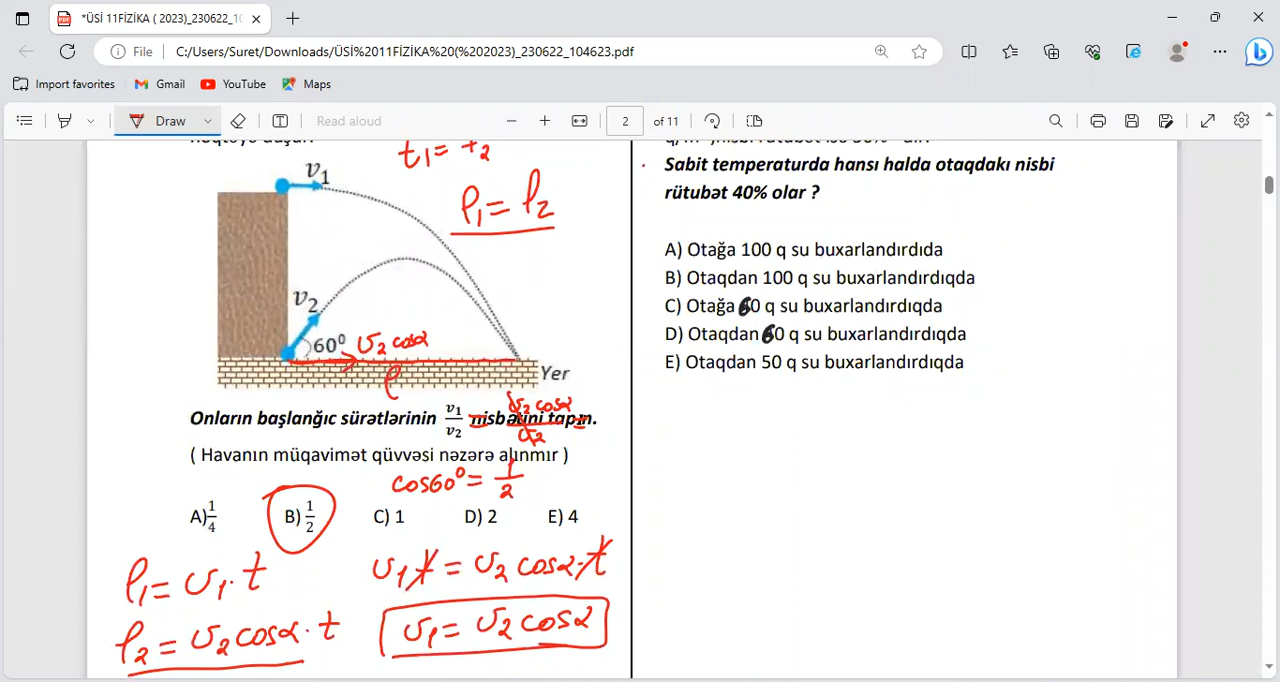 *ÜSİ 11FİZİKA ( 2023)_230622_10
File
C:/Users/Suret/Downloads/ÜSİ%2011FİZİKA%20(%202023)_230622_104623.pdf
Import favorites
Gmail
YouTube
Maps
Draw
Read aloud
2
of 11
t₁ = t₂
v₁
ℓ₁ = ℓ₂
v₂
60⁰
υ₂ cosα
ℓ
Yer
Onların başlanğıc sürətlərinin v₁/v₂ nisbətini tapın.
= υ₂ cosα/υ₂ =
( Havanın müqavimət qüvvəsi nəzərə alınmır )
cos60⁰ = 1/2
A) 1/4 B) 1/2 C) 1 D) 2 E) 4
ℓ₁ = υ₁· t
υ₁t = υ₂ cosα·t
ℓ₂ = υ₂ cosα · t
υ₁ = υ₂ cosα
Sabit temperaturda hansı halda otaqdakı nisbi
rütubət 40% olar ?
A) Otağa 100 q su buxarlandırdıda
B) Otaqdan 100 q su buxarlandırdıqda
C) Otağa 60 q su buxarlandırdıqda
D) Otaqdan 60 q su buxarlandırdıqda
E) Otaqdan 50 q su buxarlandırdıqda